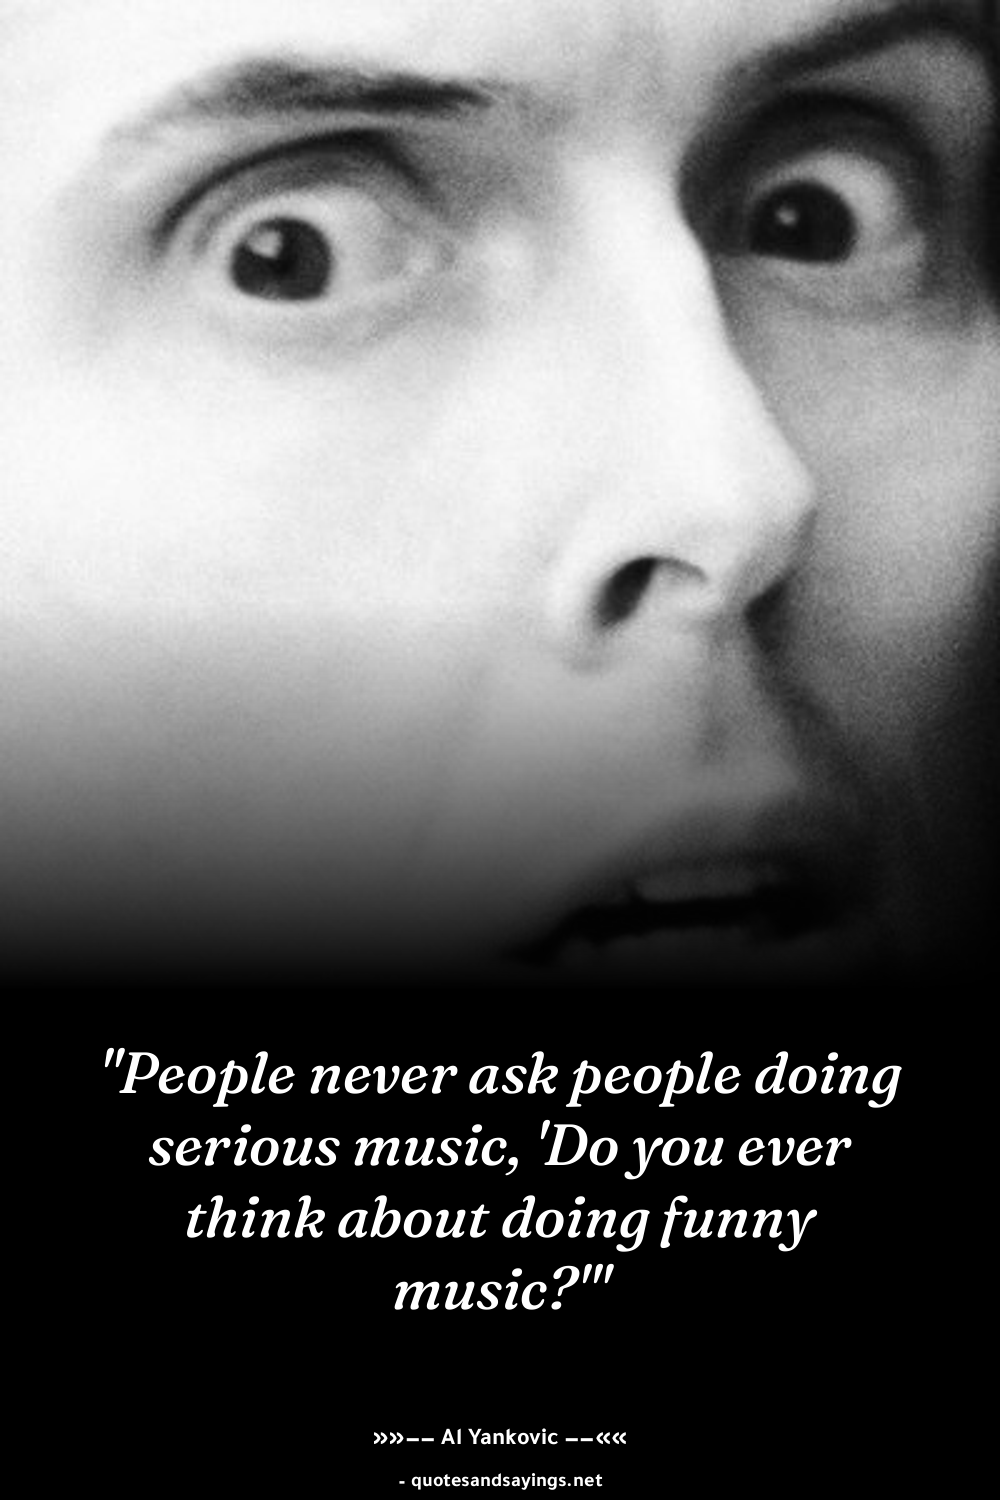 "People never ask people doing
serious music, 'Do you ever
think about doing funny
music?'"
»»–– Al Yankovic ––««
- quotesandsayings.net